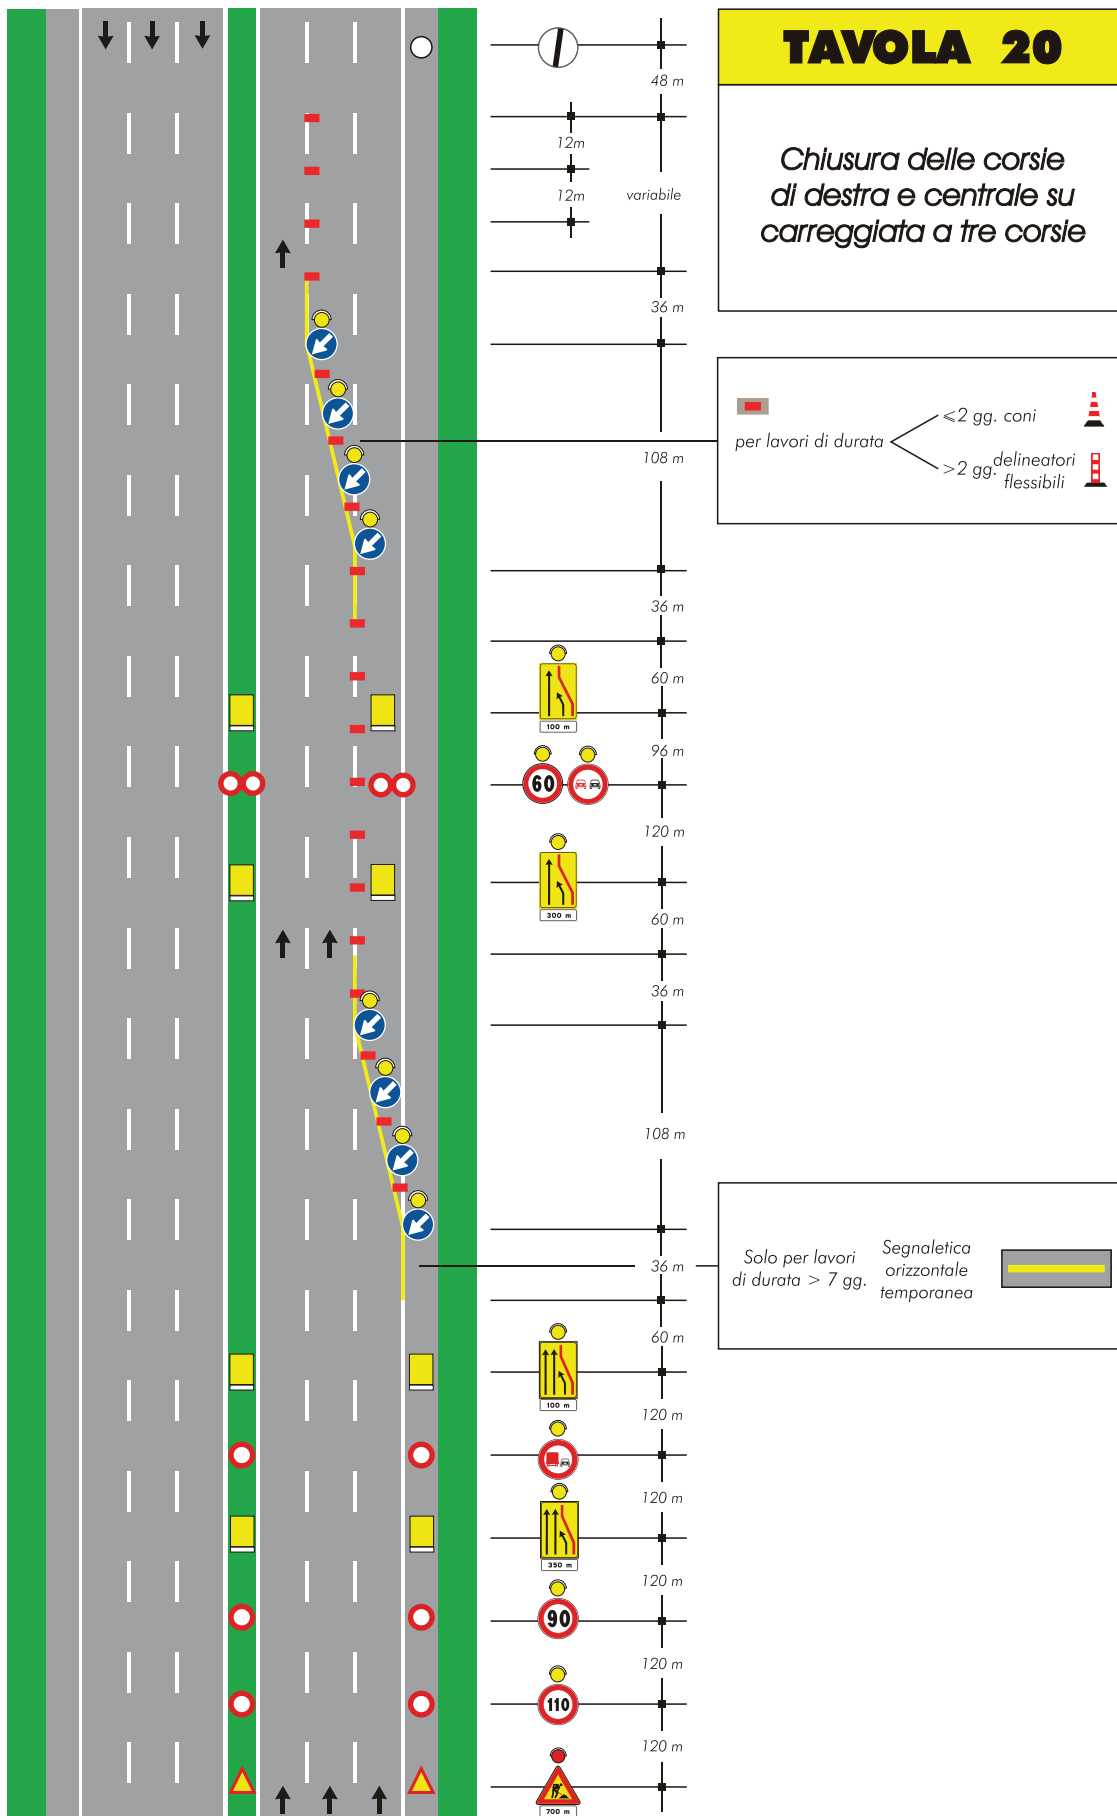 TAVOLA 20
Chiusura delle corsie
di destra e centrale su
carreggiata a tre corsie
48 m
12m
12m
variabile
36 m
per lavori di durata
⩽2 gg. coni
>2 gg. delineatori
flessibili
108 m
36 m
60 m
100 m
96 m
60
120 m
300 m
60 m
36 m
108 m
Solo per lavori
di durata > 7 gg.
Segnaletica
orizzontale
temporanea
36 m
60 m
100 m
120 m
120 m
350 m
120 m
90
120 m
110
120 m
700 m